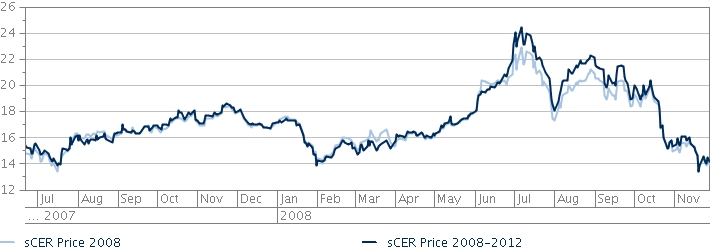 26
24
22
20
18
16
14
12
Jul Aug Sep Oct Nov Dec Jan Feb Mar Apr May Jun Jul Aug Sep Oct Nov
... 2007 2008
sCER Price 2008 sCER Price 2008-2012